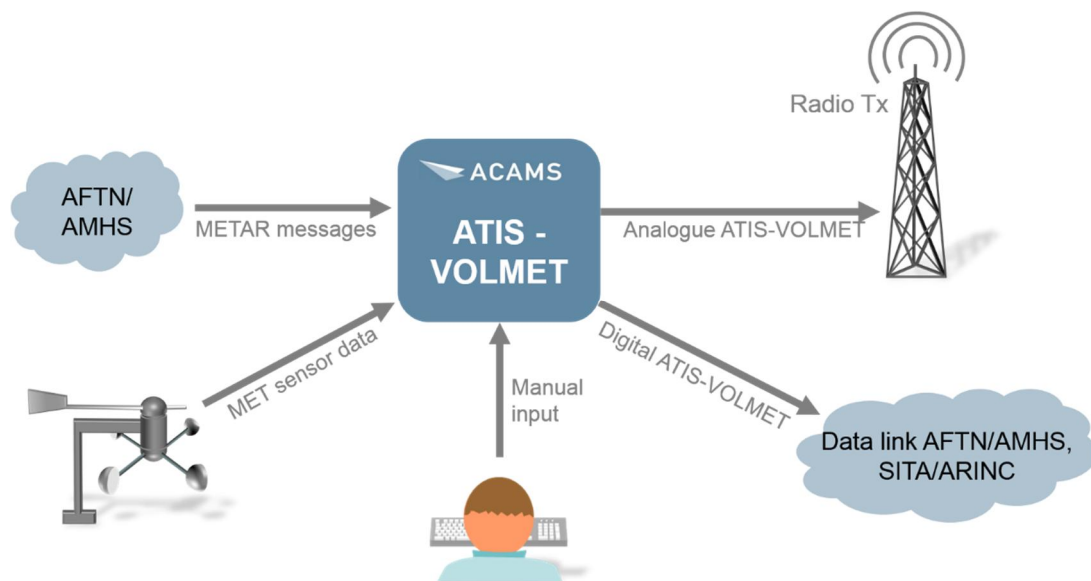 Radio Tx
AFTN/
AMHS
METAR messages
ACAMS
ATIS -
VOLMET
Analogue ATIS-VOLMET
MET sensor data
Manual
input
Digital ATIS-VOLMET
Data link AFTN/AMHS,
SITA/ARINC